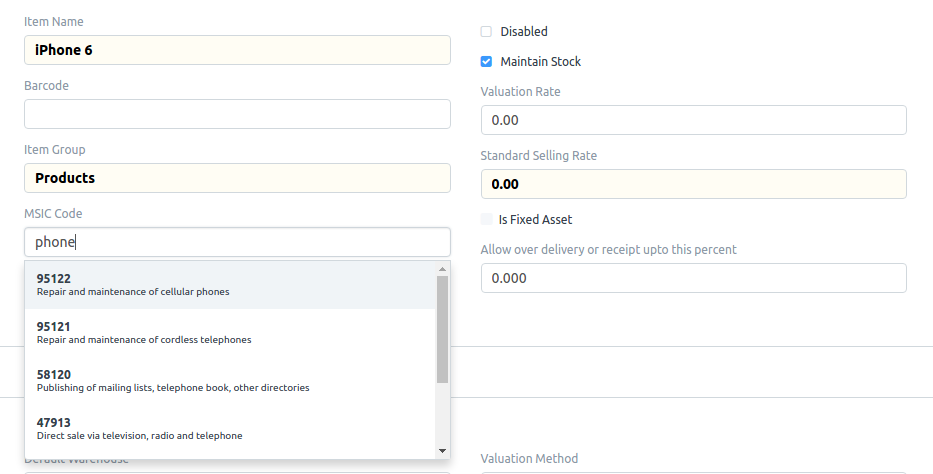 Item Name
iPhone 6
Barcode
Item Group
Products
MSIC Code
phone
95122
Repair and maintenance of cellular phones
95121
Repair and maintenance of cordless telephones
58120
Publishing of mailing lists, telephone book, other directories
47913
Direct sale via television, radio and telephone
Default Warehouse
Disabled
Maintain Stock
Valuation Rate
0.00
Standard Selling Rate
0.00
Is Fixed Asset
Allow over delivery or receipt upto this percent
0.000
Valuation Method